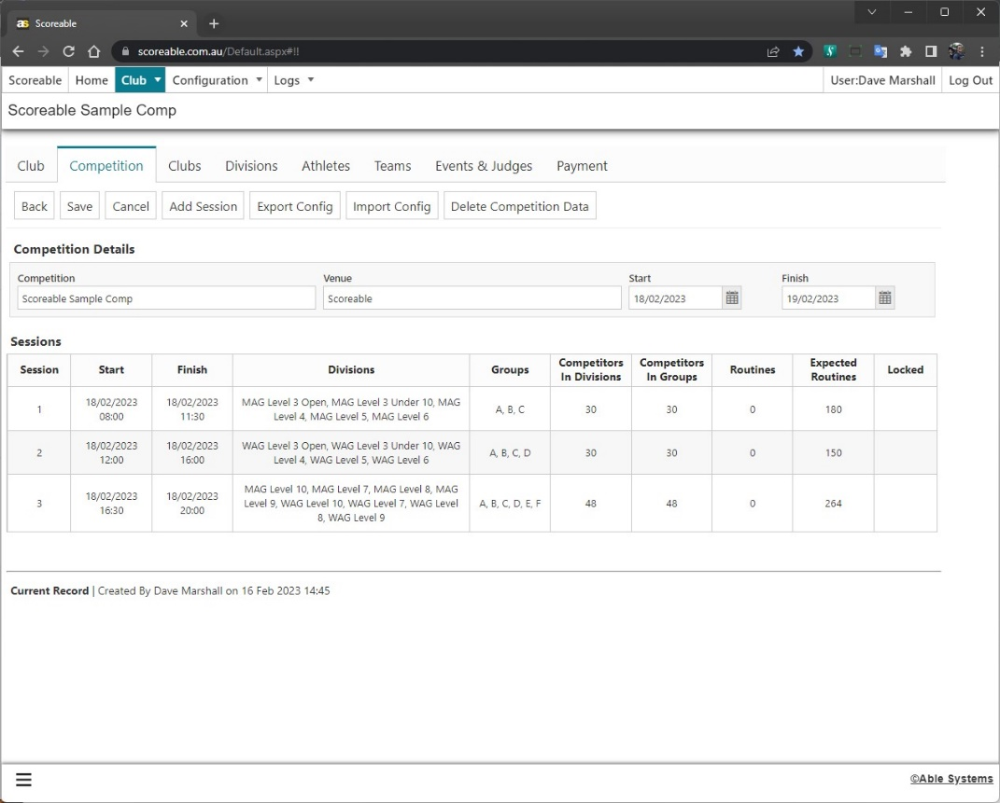 Scoreable
scoreable.com.au/Default.aspx#!!
Scoreable Home Club Configuration Logs User:Dave Marshall Log Out
Scoreable Sample Comp
Club Competition Clubs Divisions Athletes Teams Events & Judges Payment
Back Save Cancel Add Session Export Config Import Config Delete Competition Data
Competition Details
Competition Venue Start Finish
Scoreable Sample Comp Scoreable 18/02/2023 19/02/2023
Sessions
Session Start Finish Divisions Groups Competitors In Divisions Competitors In Groups Routines Expected Routines Locked
1 18/02/2023 08:00 18/02/2023 11:30 MAG Level 3 Open, MAG Level 3 Under 10, MAG Level 4, MAG Level 5, MAG Level 6 A, B, C 30 30 0 180
2 18/02/2023 12:00 18/02/2023 16:00 WAG Level 3 Open, WAG Level 3 Under 10, WAG Level 4, WAG Level 5, WAG Level 6 A, B, C, D 30 30 0 150
3 18/02/2023 16:30 18/02/2023 20:00 MAG Level 10, MAG Level 7, MAG Level 8, MAG Level 9, WAG Level 10, WAG Level 7, WAG Level 8, WAG Level 9 A, B, C, D, E, F 48 48 0 264
Current Record | Created By Dave Marshall on 16 Feb 2023 14:45
©Able Systems